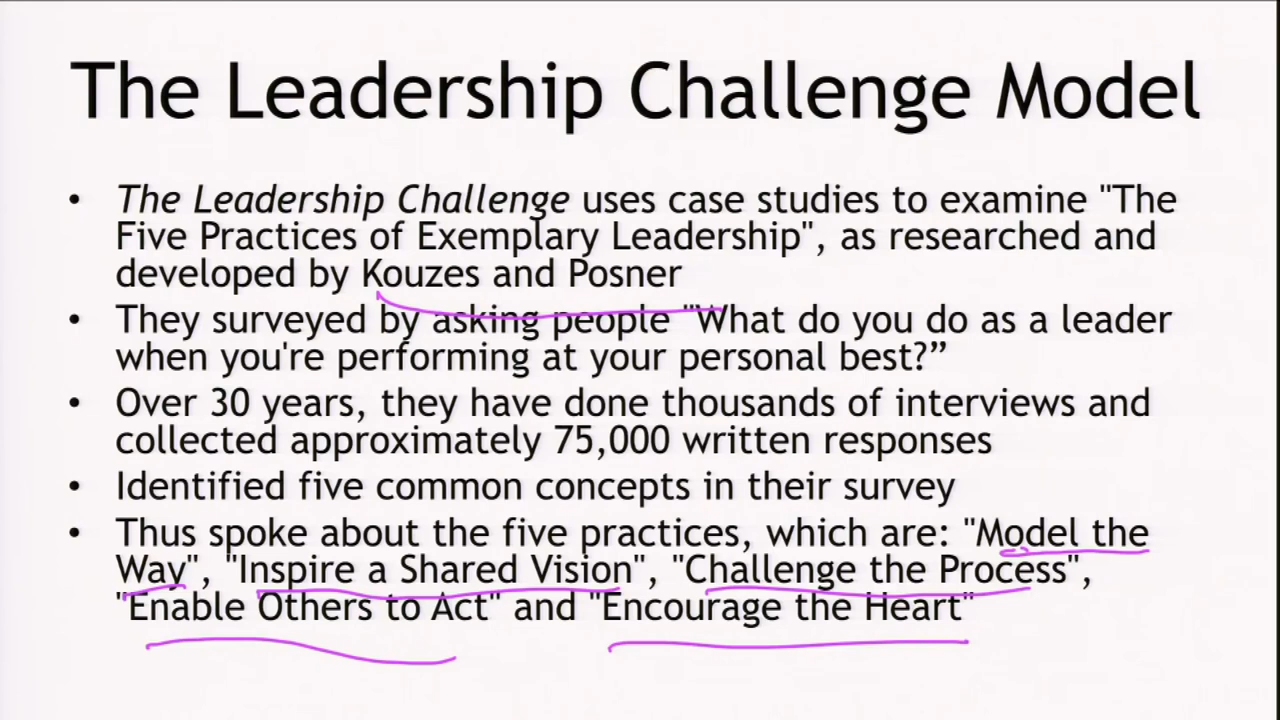 The Leadership Challenge Model
• The Leadership Challenge uses case studies to examine "The
Five Practices of Exemplary Leadership", as researched and
developed by Kouzes and Posner
• They surveyed by asking people "What do you do as a leader
when you're performing at your personal best?”
• Over 30 years, they have done thousands of interviews and
collected approximately 75,000 written responses
• Identified five common concepts in their survey
• Thus spoke about the five practices, which are: "Model the
Way", "Inspire a Shared Vision", "Challenge the Process",
"Enable Others to Act" and "Encourage the Heart"